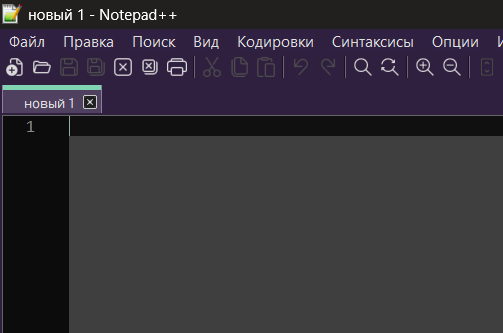 новый 1 - Notepad++
Файл Правка Поиск Вид Кодировки Синтаксисы Опции
новый 1
1